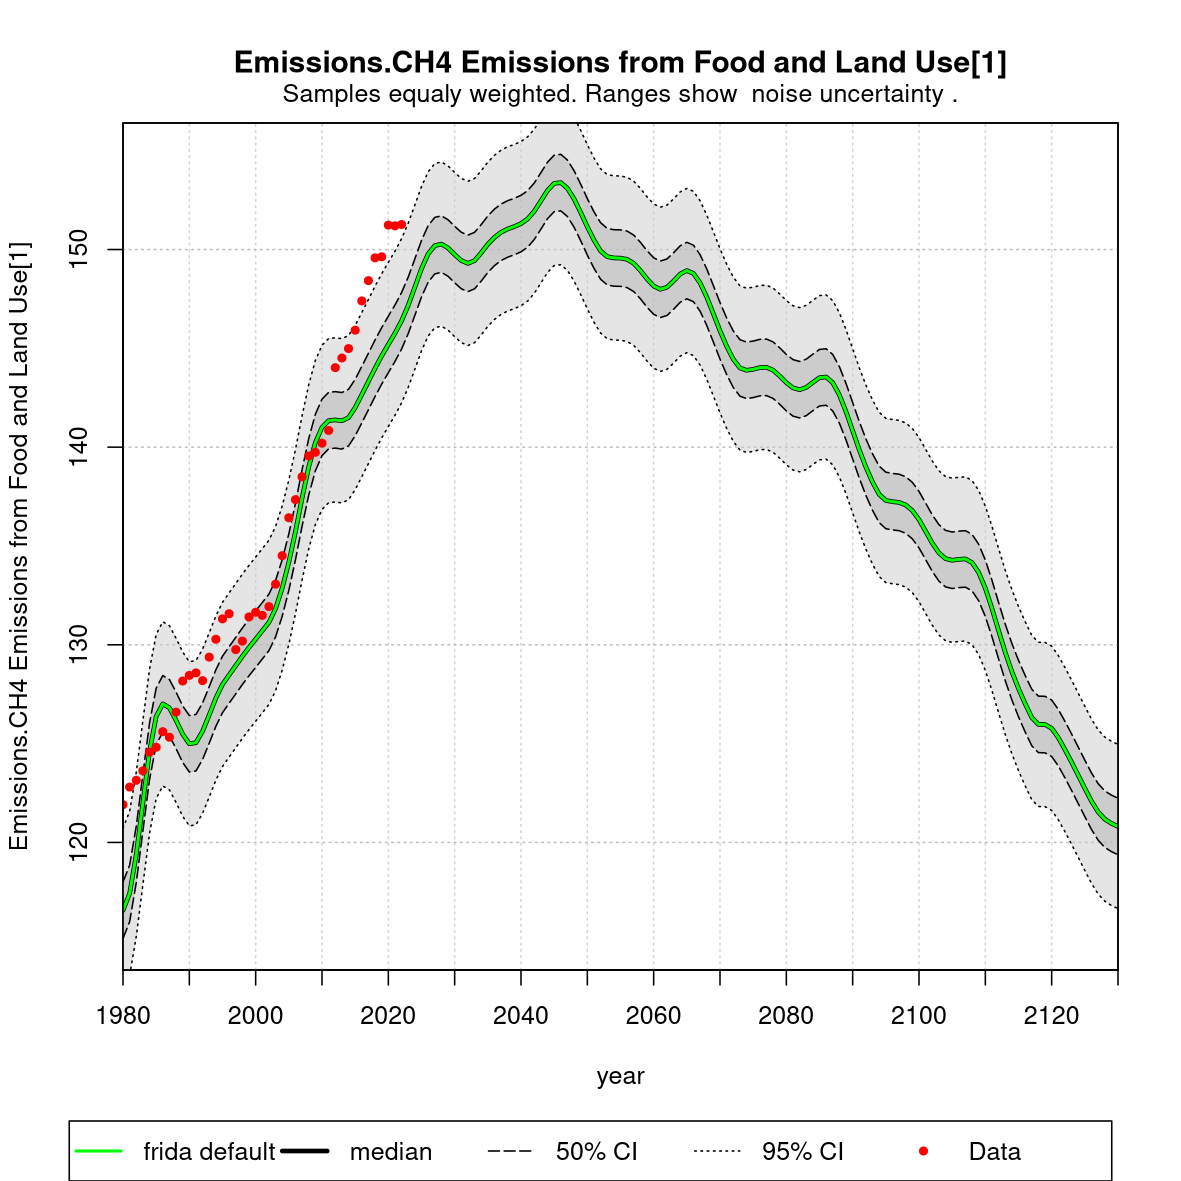 Emissions.CH4 Emissions from Food and Land Use[1]
Samples equaly weighted. Ranges show  noise uncertainty .
Emissions.CH4 Emissions from Food and Land Use[1]
150
140
130
120
1980 2000 2020 2040 2060 2080 2100 2120
year
frida default median 50% CI 95% CI Data